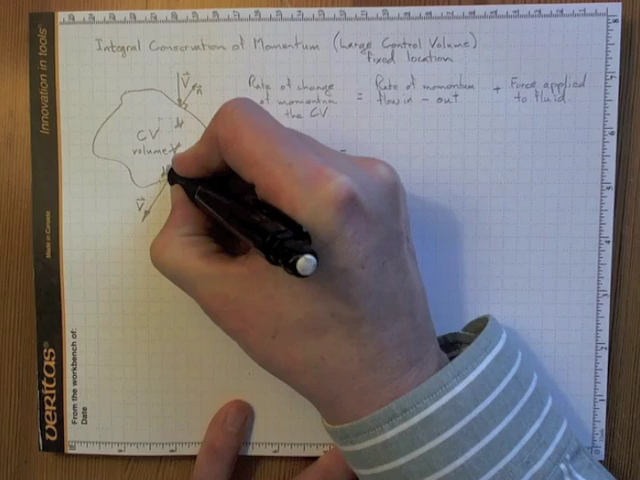 Integral Conservation of Momentum (Large Control Volume)
fixed location
Rate of change
of momentum
the CV
=
Rate of momentum
flow in - out
+
Force applied
to fluid
V
n
CV
volume
V
Innovation in tools
Made in Canada
veritas
From the workbench of:
Date